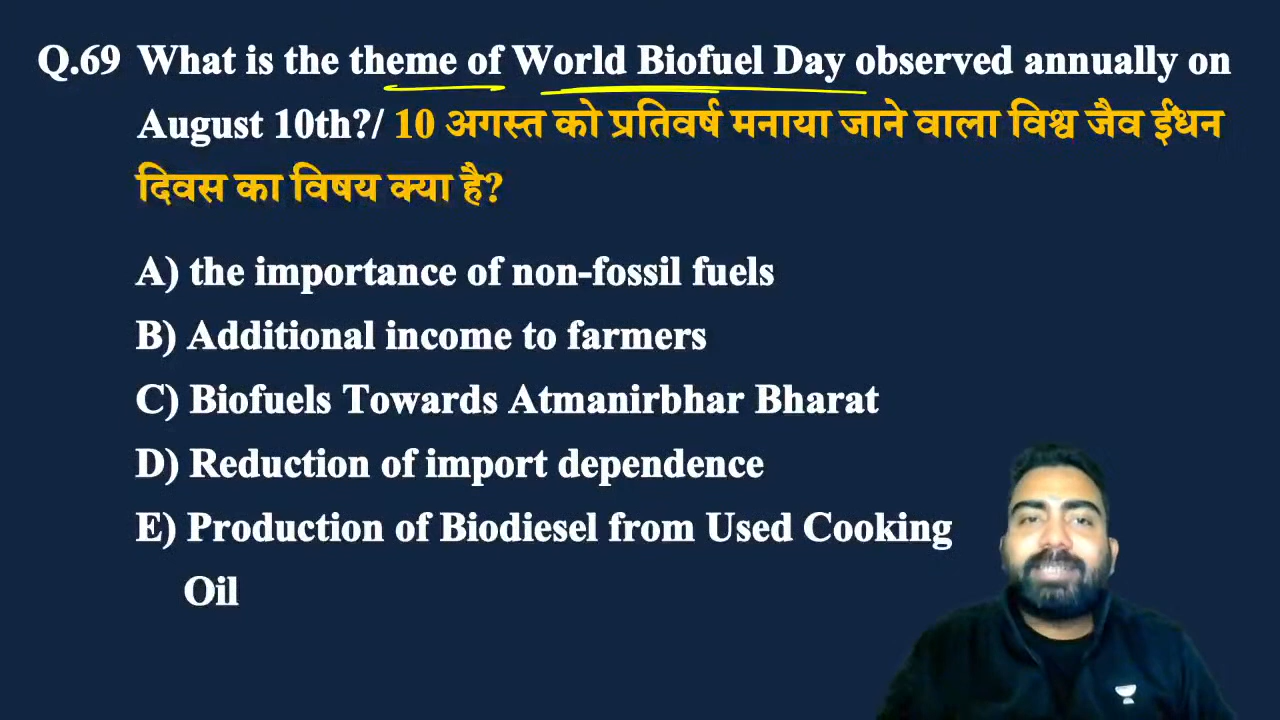 Q.69 What is the theme of World Biofuel Day observed annually on
August 10th?/ 10 अगस्त को प्रतिवर्ष मनाया जाने वाला विश्व जैव ईंधन
दिवस का विषय क्या है?
A) the importance of non-fossil fuels
B) Additional income to farmers
C) Biofuels Towards Atmanirbhar Bharat
D) Reduction of import dependence
E) Production of Biodiesel from Used Cooking
Oil